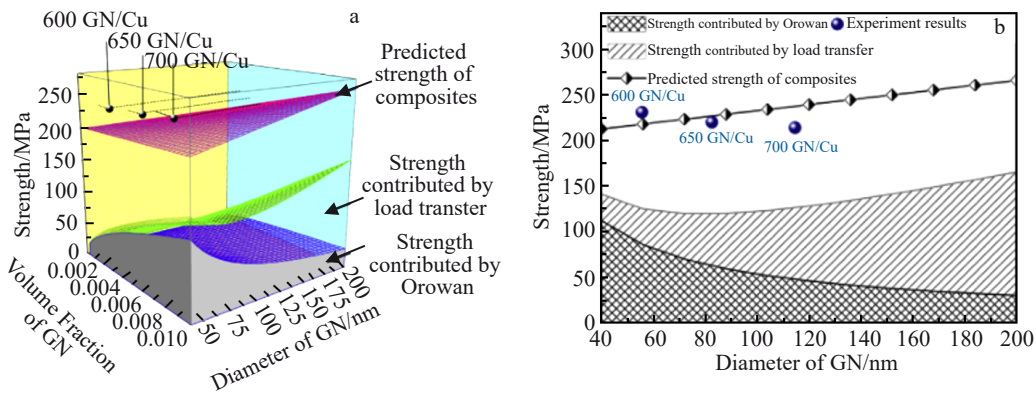 a
600 GN/Cu
650 GN/Cu
700 GN/Cu
Predicted
strength of
composites
Strength
contributed by
load transter
Strength
contributed by
Orowan
Strength/MPa
250
200
150
100
50
0
Volume Fraction
of GN
0.002
0.004
0.006
0.008
0.010
50
75
100
125
150
175
200
Diameter of GN/nm
b
Strength contributed by Orowan
Experiment results
Strength contributed by load transfer
Predicted strength of composites
600 GN/Cu
650 GN/Cu
700 GN/Cu
Strength/MPa
300
250
200
150
100
50
0
40 60 80 100 120 140 160 180 200
Diameter of GN/nm